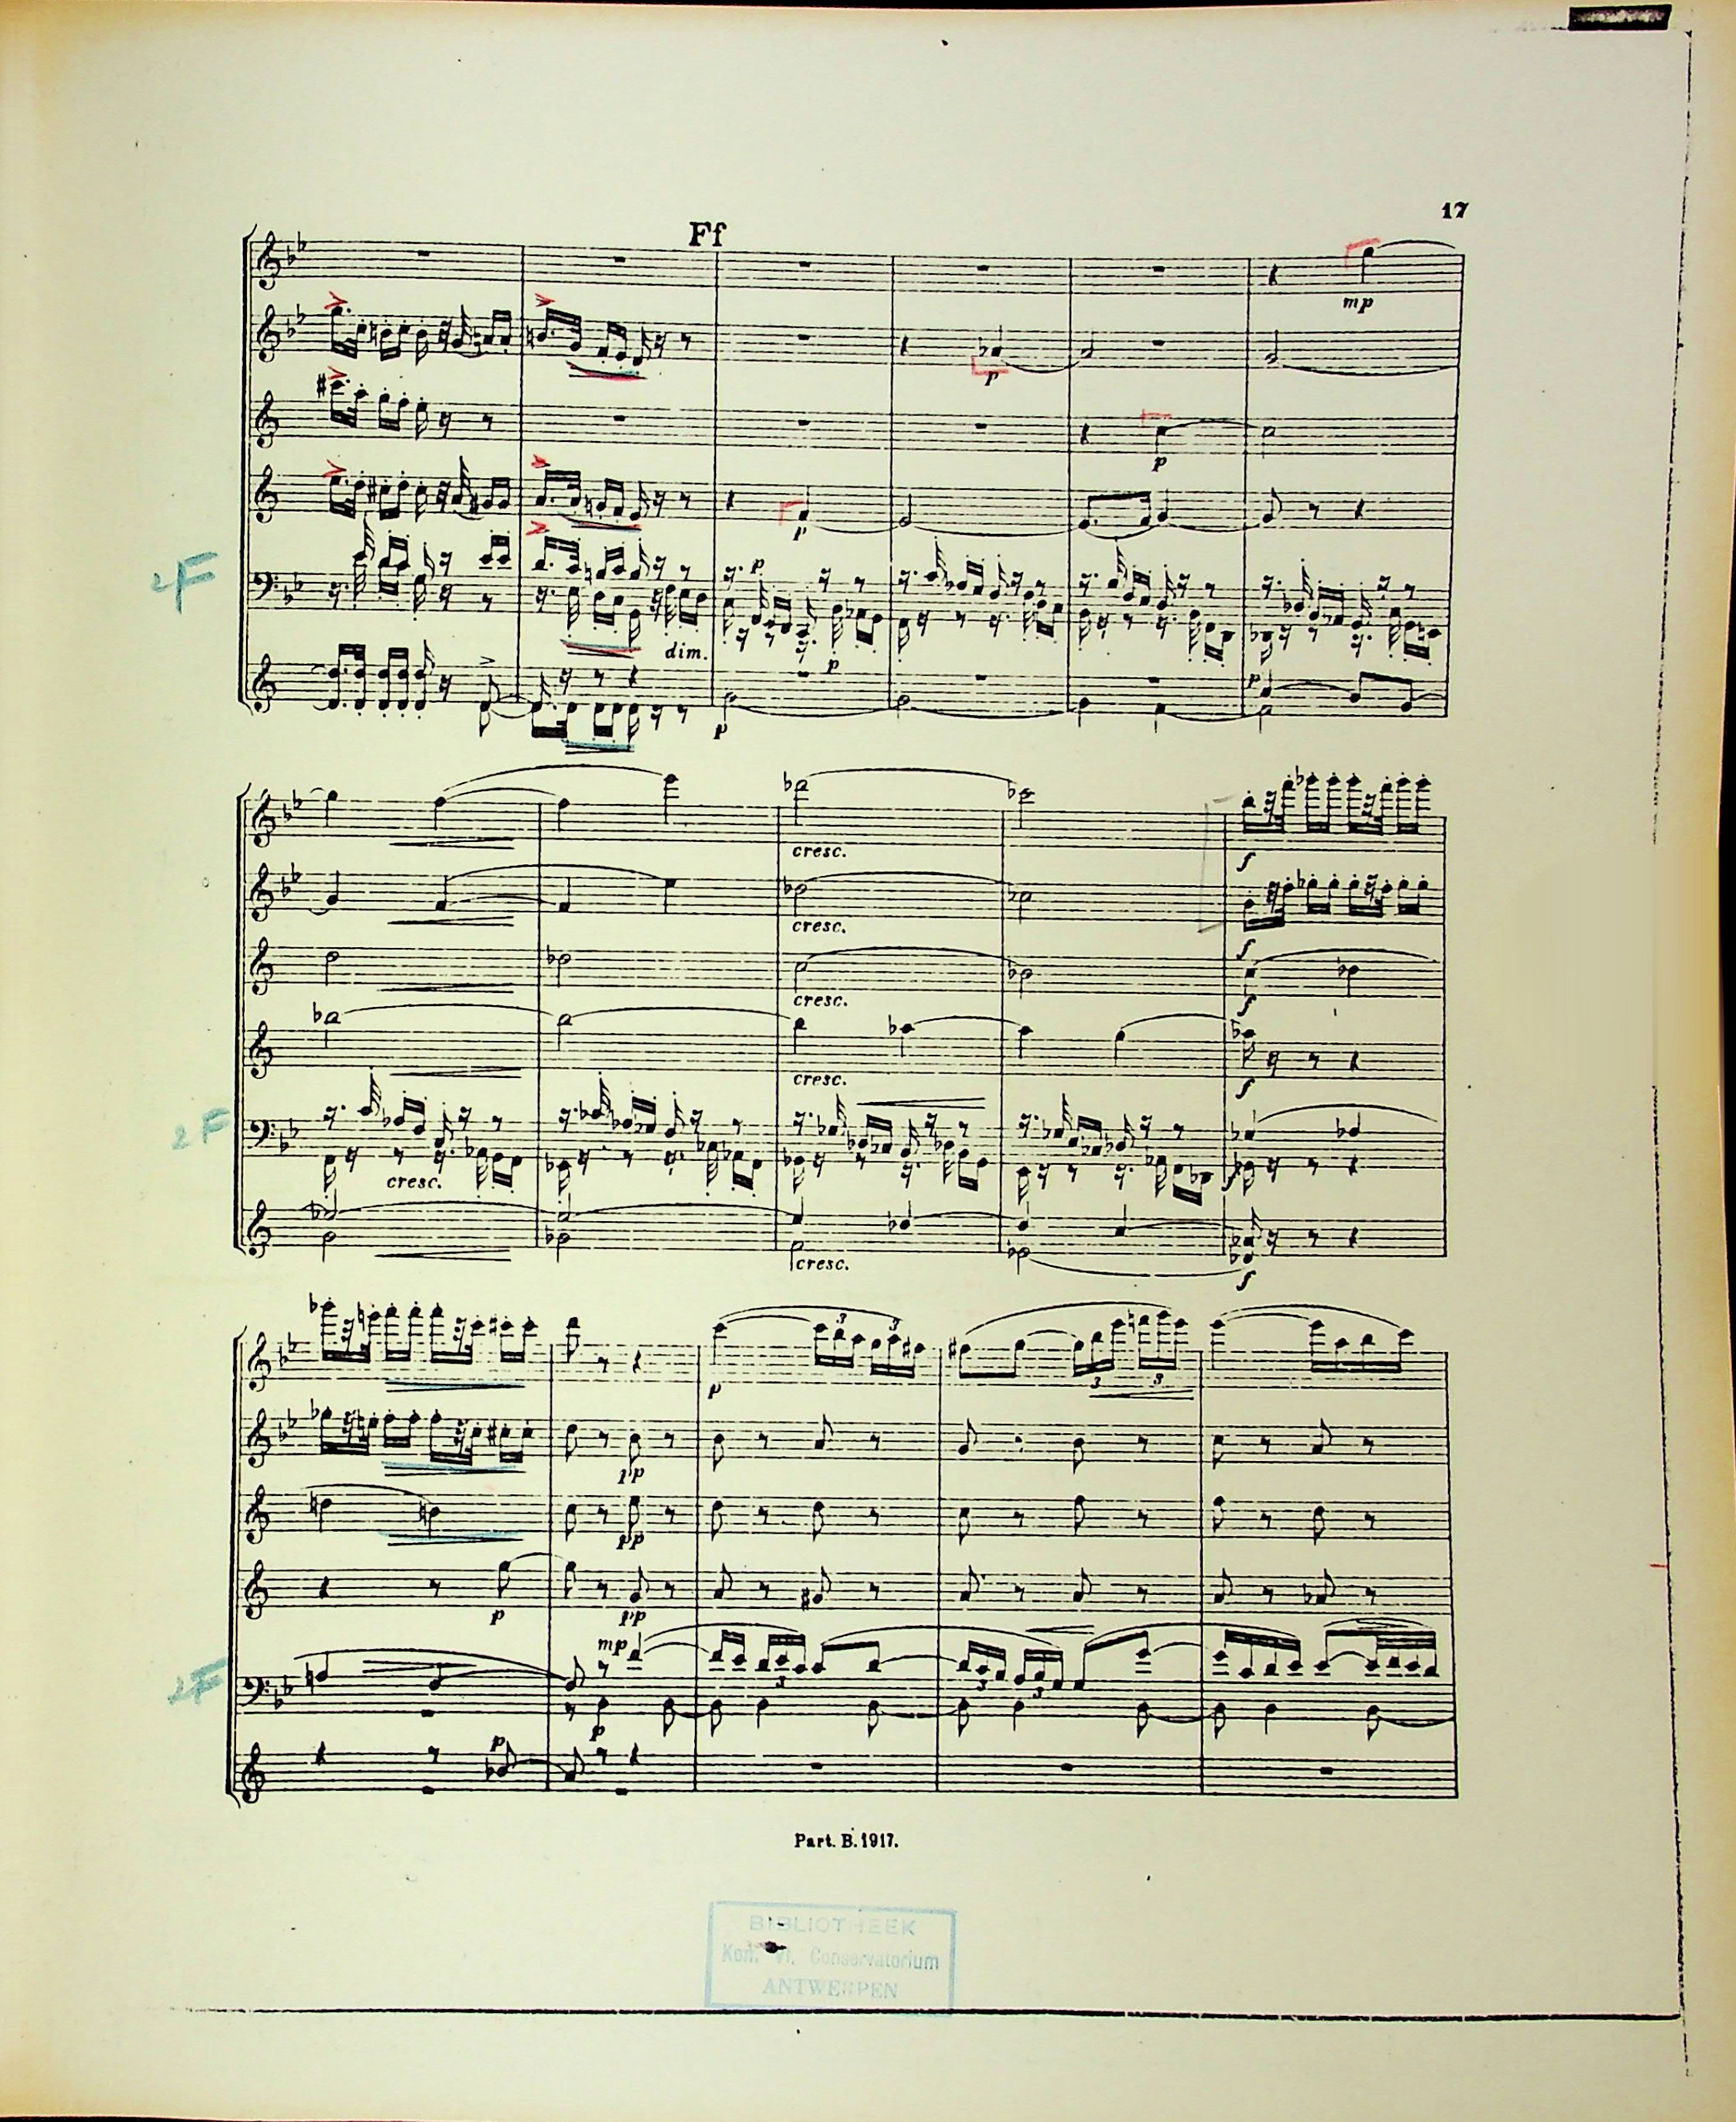 17
Ff
mp
p
p
p
2F
p
dim.
p
p
p
cresc.
f
cresc.
f
cresc.
f
cresc.
f
2F
cresc.
f
cresc.
f
p
pp
pp
p
pp
mp
2F
p
p
Part. B. 1917.
BIBLIOTHEEK
Kon. Vl. Conservatorium
ANTWERPEN